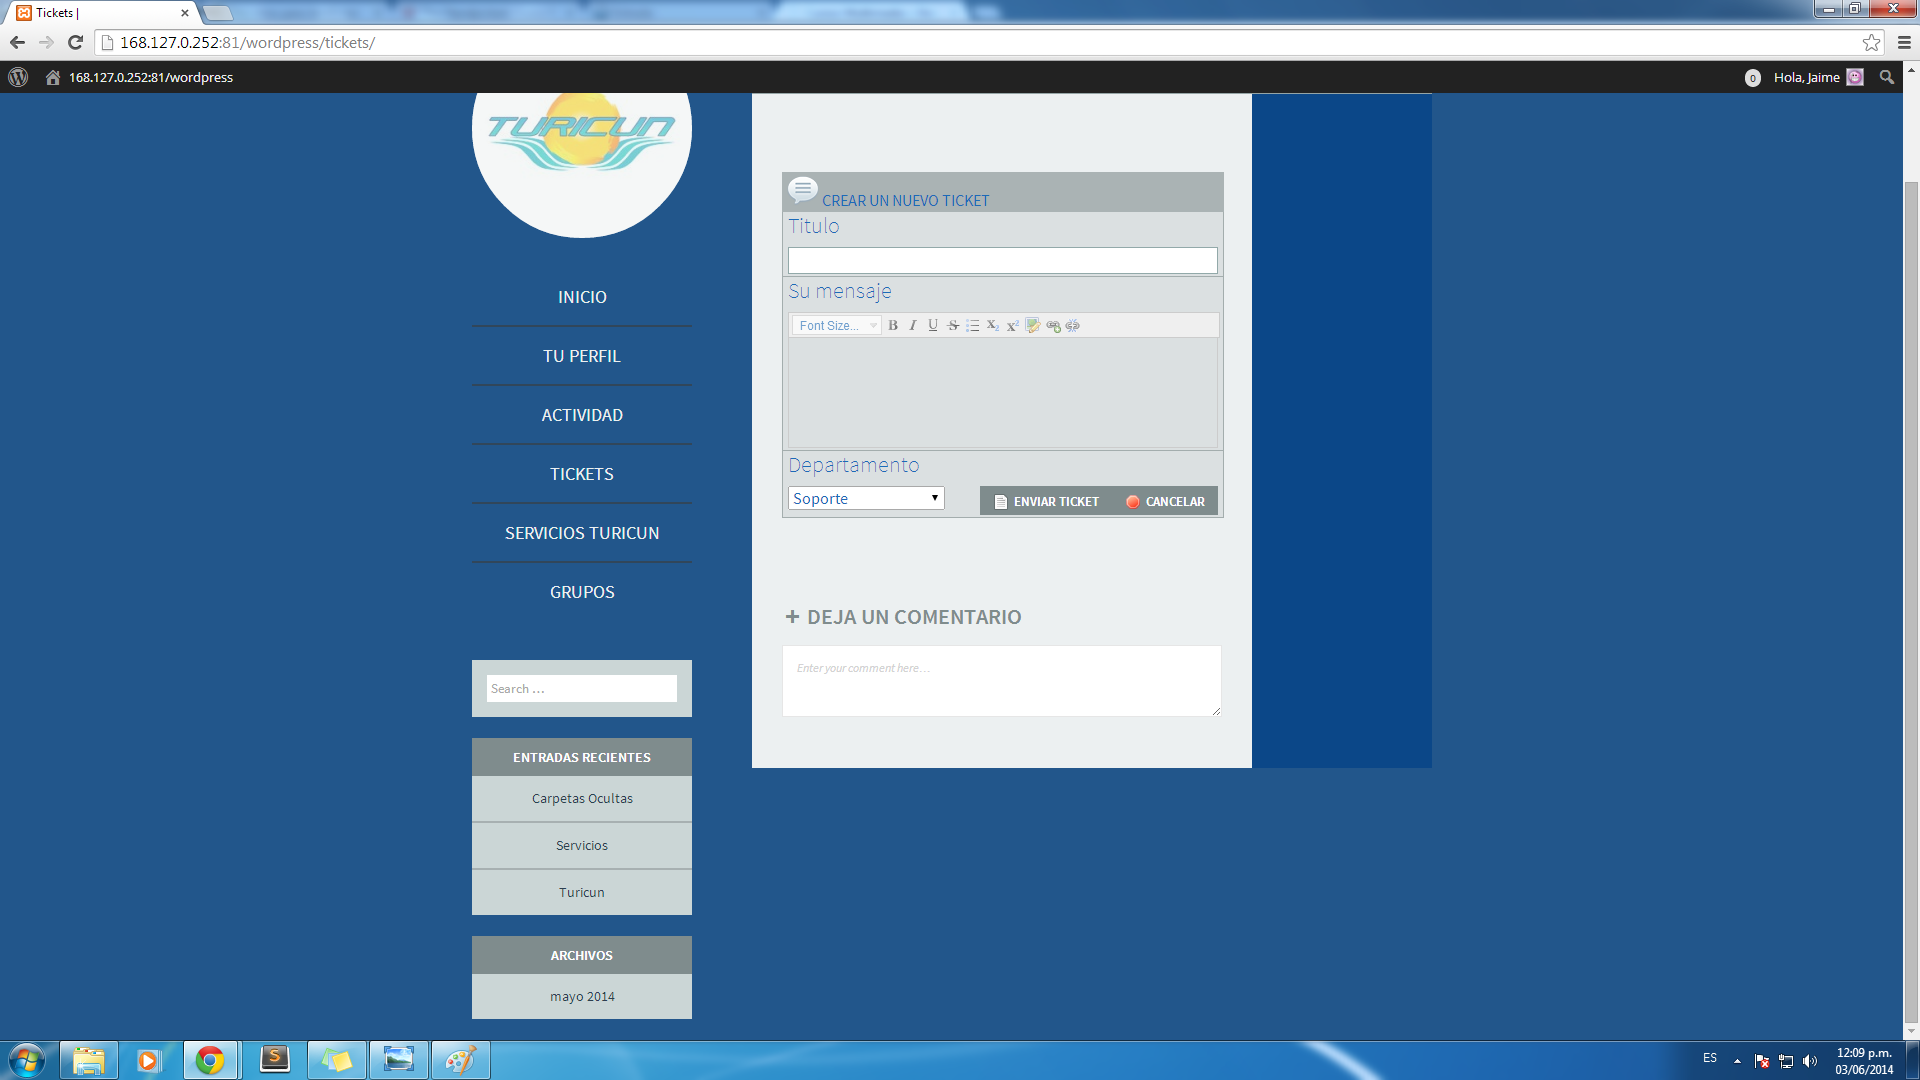 Tickets |
168.127.0.252:81/wordpress/tickets/
168.127.0.252:81/wordpress
0
Hola, Jaime
TURICUN
INICIO
TU PERFIL
ACTIVIDAD
TICKETS
SERVICIOS TURICUN
GRUPOS
Search ...
ENTRADAS RECIENTES
Carpetas Ocultas
Servicios
Turicun
ARCHIVOS
mayo 2014
CREAR UN NUEVO TICKET
Titulo
Su mensaje
Font Size...
B I U S X2 X2
Departamento
Soporte
ENVIAR TICKET
CANCELAR
+ DEJA UN COMENTARIO
Enter your comment here...
ES
12:09 p.m.
03/06/2014